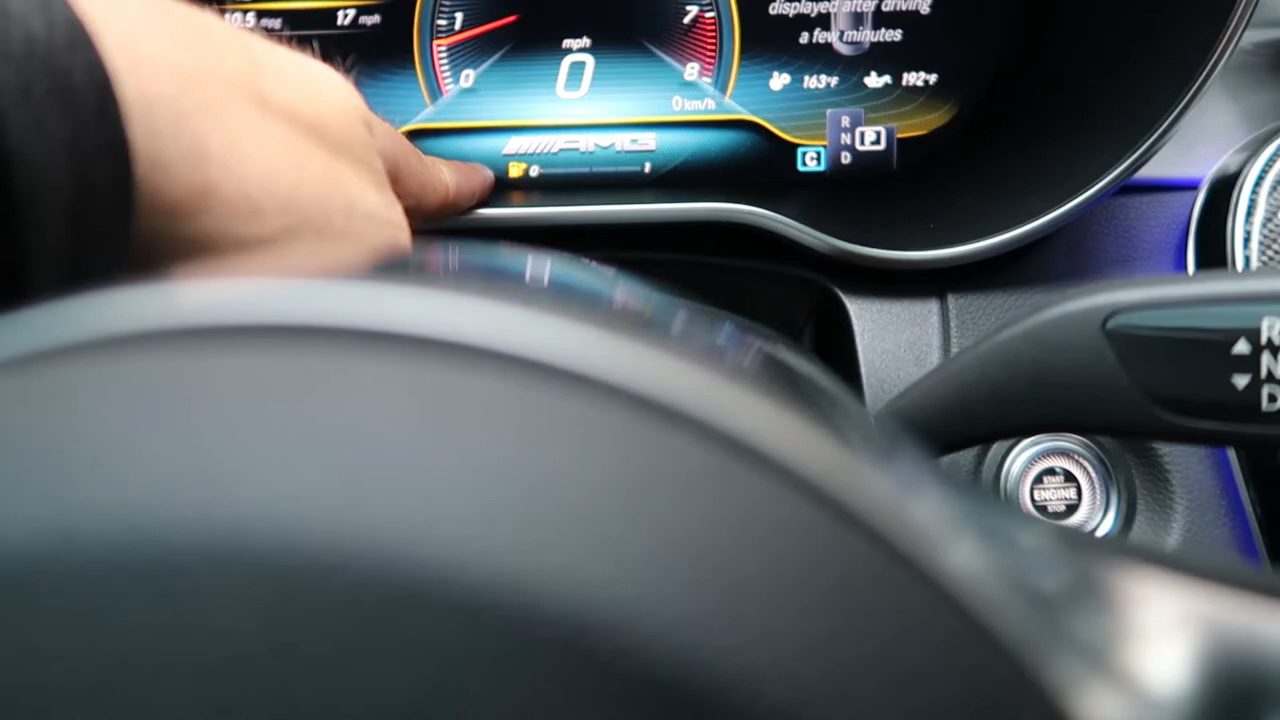 10.5 mpg 17 mph
1
0
mph
0
0 km/h
7
8
displayed after driving
a few minutes
163°F 192°F
AMG
0 1
C
R
N P
D
R
N
D
START
ENGINE
STOP